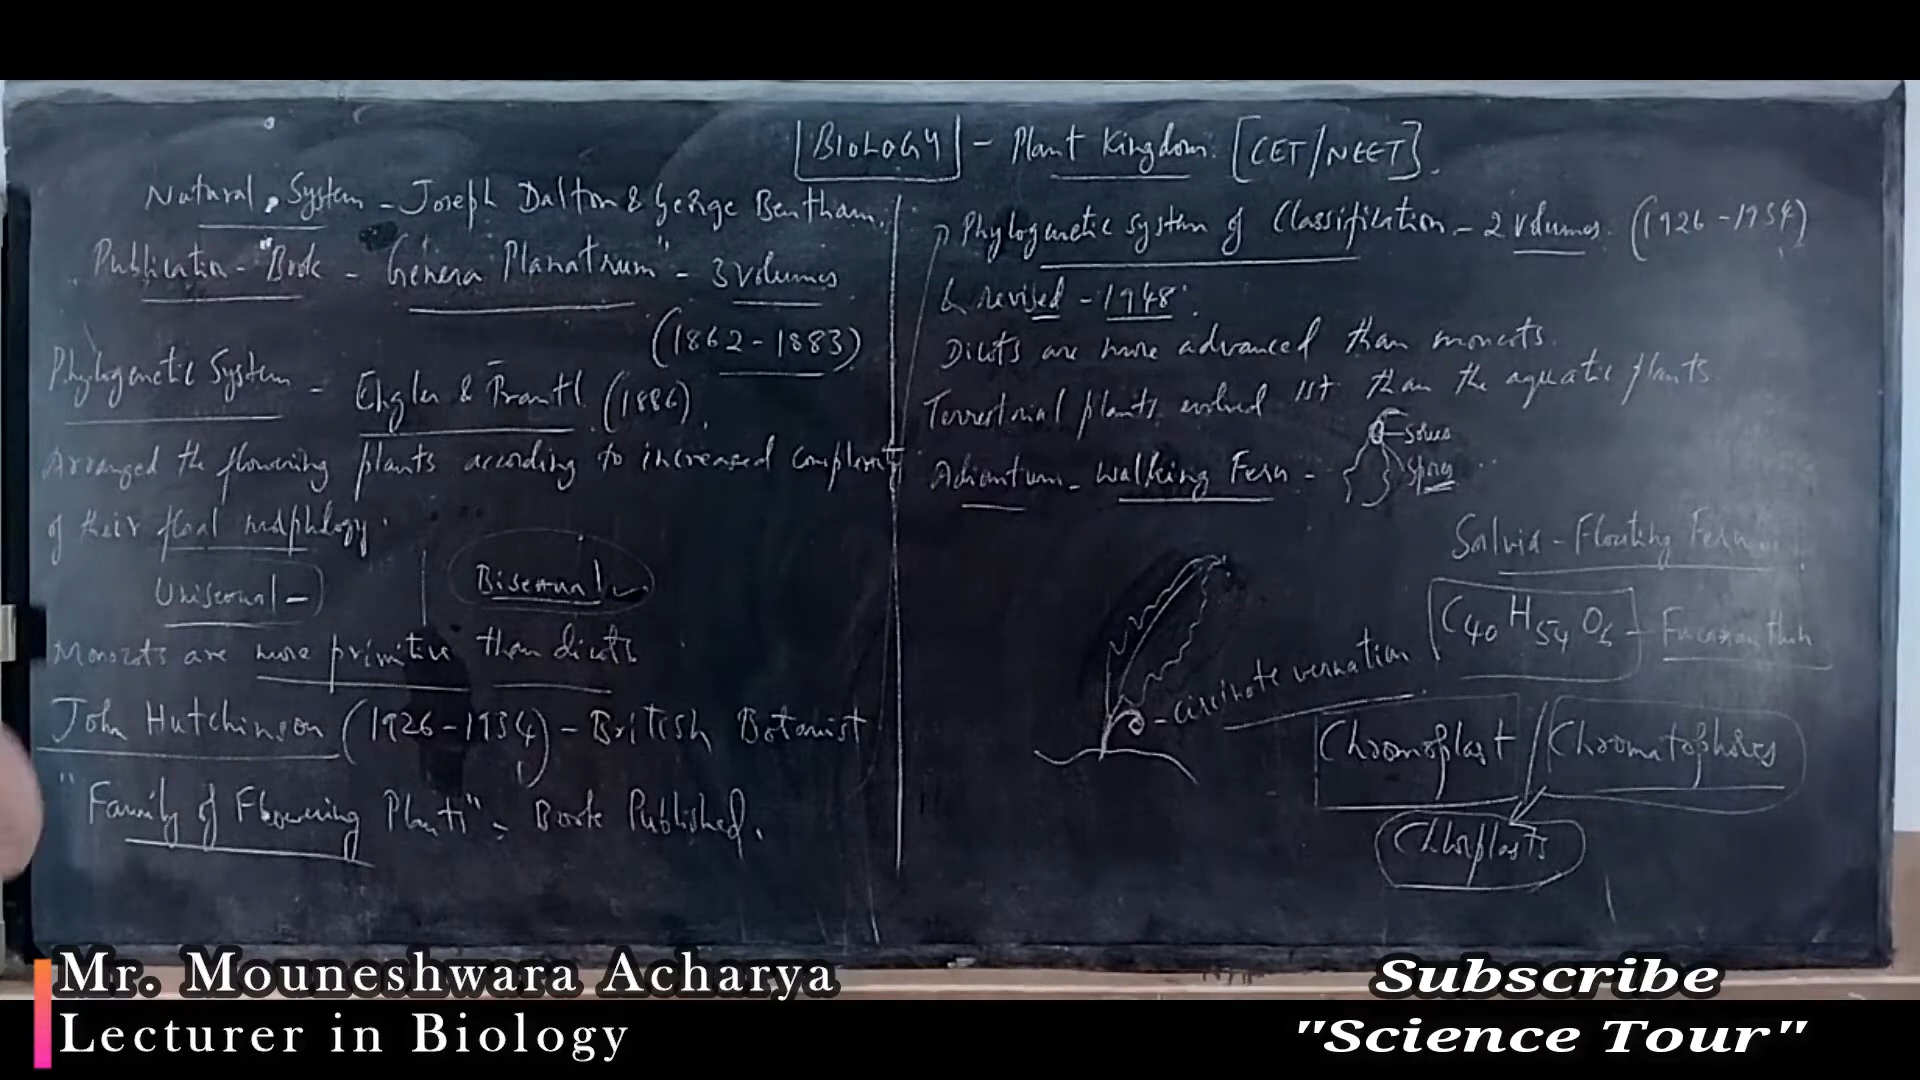 [BIOLOGY] - Plant Kingdom. [CET/NEET].
Natural System - Joseph Dalton & George Bentham.
Publication - Book - "Genera Planatrum" - 3 volumes
(1862-1883)
Phylogenetic System - Engler & Prantl (1886).
Arranged the flowering plants according to increased complexity
of their floal
Unisexual -
Bisexual
Monocots are more primitive than dicots
John Hutchinson (1926-1934) - British Botanist
"Family of Flowering Plants" - Book Published.
Phylogenetic system of Classification - 2 volumes. (1926-1934)
& revised - 1948.
Dicots are more advanced than monocots.
Terrestrial plants evolved 1st than the aquatic plants
Adiantum - walking Fern -
Sorus
Spores
Salvia - Floating Fern
C40 H54 O6 - Fucoxanthin
- circinate vernation
Chromoplast / Chromatophores
Chloplasts
Mr. Mouneshwara Acharya
Lecturer in Biology
Subscribe
"Science Tour"